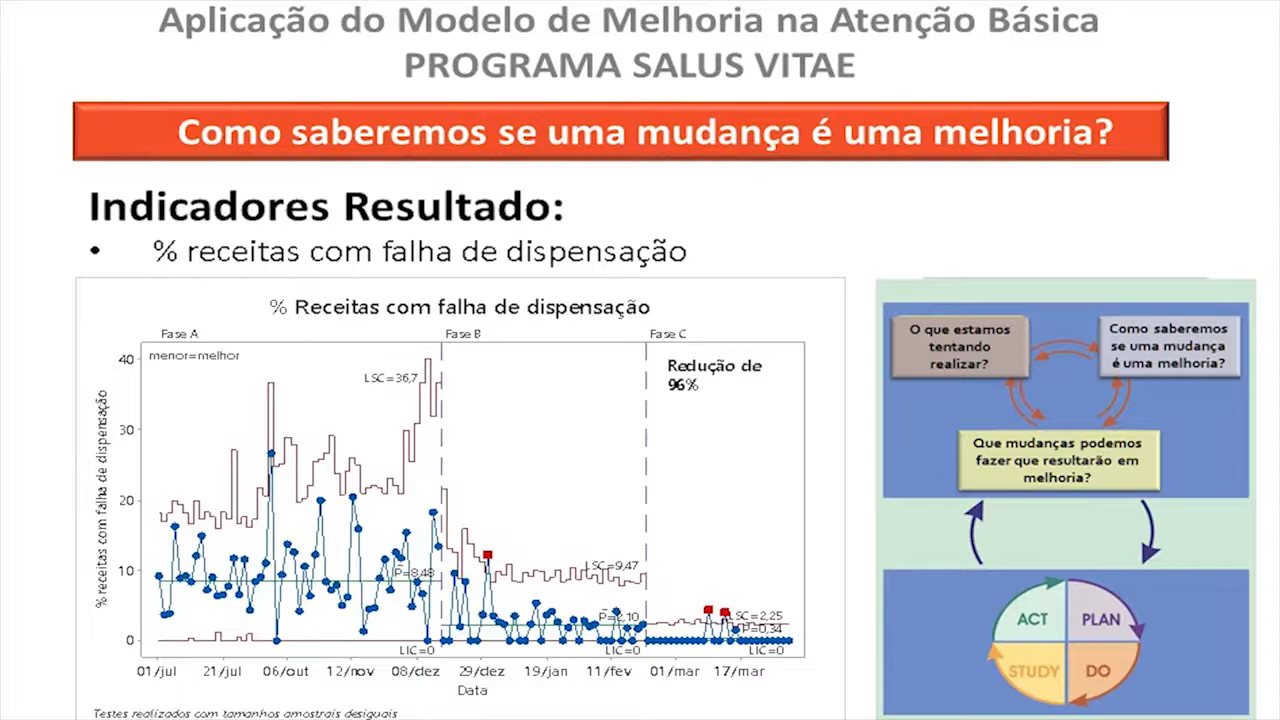 Aplicação do Modelo de Melhoria na Atenção Básica
PROGRAMA SALUS VITAE
Como saberemos se uma mudança é uma melhoria?
Indicadores Resultado:
• % receitas com falha de dispensação
% Receitas com falha de dispensação
Fase A
Fase B
Fase C
menor=melhor
LSC=36,7
Redução de
96%
% receitas com falha de dispensação
40
30
20
10
0
P=8,48
LSC=9,47
P=2,10
LSC=2,25
P=0,34
LIC=0
LIC=0
LIC=0
01/jul
21/jul
06/out
12/nov
08/dez
29/dez
19/jan
11/fev
01/mar
17/mar
Data
Testes realizados com tamanhos amostrais desiguais
O que estamos
tentando
realizar?
Como saberemos
se uma mudança
é uma melhoria?
Que mudanças podemos
fazer que resultarão em
melhoria?
ACT
PLAN
STUDY
DO